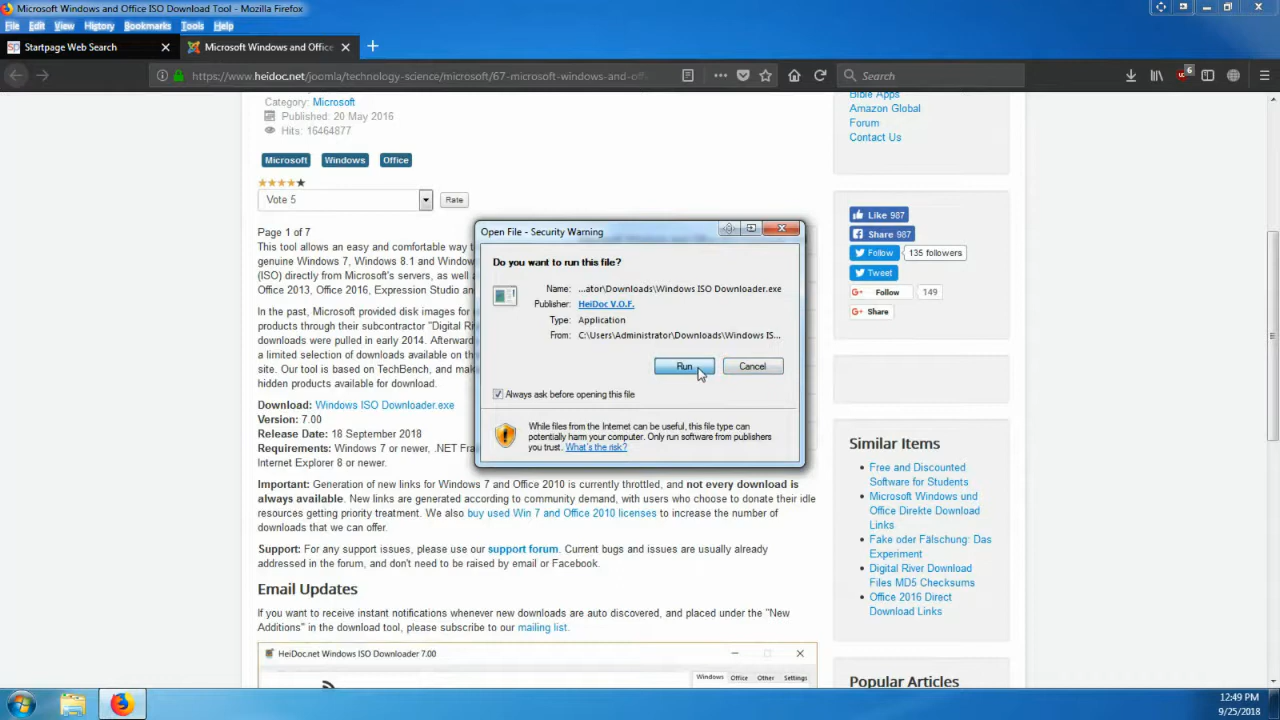 Microsoft Windows and Office ISO Download Tool - Mozilla Firefox
File Edit View History Bookmarks Tools Help
Startpage Web Search
Microsoft Windows and Office
https://www.heidoc.net/joomla/technology-science/microsoft/67-microsoft-windows-and-of
Search
6
Category: Microsoft
Published: 20 May 2016
Hits: 16464877
Microsoft Windows Office
Vote 5
Rate
Page 1 of 7
This tool allows an easy and comfortable way t
genuine Windows 7, Windows 8.1 and Window
(ISO) directly from Microsoft's servers, as well a
Office 2013, Office 2016, Expression Studio an
In the past, Microsoft provided disk images for
products through their subcontractor "Digital Ri
downloads were pulled in early 2014. Afterward
a limited selection of downloads available on th
site. Our tool is based on TechBench, and mak
hidden products available for download.
Download: Windows ISO Downloader.exe
Version: 7.00
Release Date: 18 September 2018
Requirements: Windows 7 or newer, .NET Fra
Internet Explorer 8 or newer.
Important: Generation of new links for Windows 7 and Office 2010 is currently throttled, and not every download is
always available. New links are generated according to community demand, with users who choose to donate their idle
resources getting priority treatment. We also buy used Win 7 and Office 2010 licenses to increase the number of
downloads that we can offer.
Support: For any support issues, please use our support forum. Current bugs and issues are usually already
addressed in the forum, and don't need to be raised by email or Facebook.
Email Updates
If you want to receive instant notifications whenever new downloads are auto discovered, and placed under the "New
Additions" in the download tool, please subscribe to our mailing list.
HeiDoc.net Windows ISO Downloader 7.00
Windows Office Other Settings
Open File - Security Warning
Do you want to run this file?
Name: ...ator\Downloads\Windows ISO Downloader.exe
Publisher: HeiDoc V.O.F.
Type: Application
From: C:\Users\Administrator\Downloads\Windows IS...
Run
Cancel
Always ask before opening this file
While files from the Internet can be useful, this file type can
potentially harm your computer. Only run software from publishers
you trust. What's the risk?
Bible Apps
Amazon Global
Forum
Contact Us
Like 987
Share 987
Follow 135 followers
Tweet
G+ Follow 149
G+ Share
Similar Items
Free and Discounted
Software for Students
Microsoft Windows und
Office Direkte Download
Links
Fake oder Fälschung: Das
Experiment
Digital River Download
Files MD5 Checksums
Office 2016 Direct
Download Links
Popular Articles
12:49 PM
9/25/2018